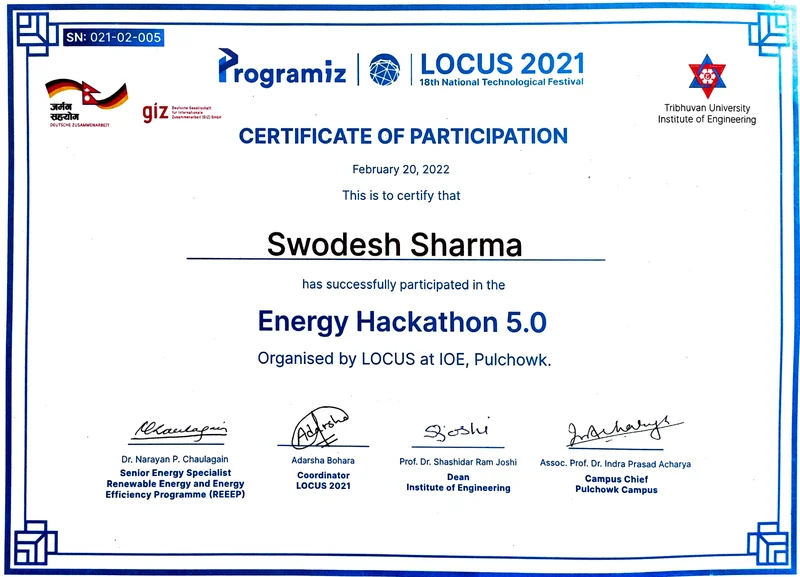 SN: 021-02-005
Programiz
LOCUS 2021
18th National Technological Festival
जर्मन
सहयोग
DEUTSCHE ZUSAMMENARBEIT
giz
Deutsche Gesellschaft
für Internationale
Zusammenarbeit (GIZ) GmbH
Tribhuvan University
Institute of Engineering
CERTIFICATE OF PARTICIPATION
February 20, 2022
This is to certify that
Swodesh Sharma
has successfully participated in the
Energy Hackathon 5.0
Organised by LOCUS at IOE, Pulchowk.
Chaulagain
Adarsha
SJoshi
Dr. Narayan P. Chaulagain
Senior Energy Specialist
Renewable Energy and Energy
Efficiency Programme (REEEP)
Adarsha Bohara
Coordinator
LOCUS 2021
Prof. Dr. Shashidar Ram Joshi
Dean
Institute of Engineering
Assoc. Prof. Dr. Indra Prasad Acharya
Campus Chief
Pulchowk Campus